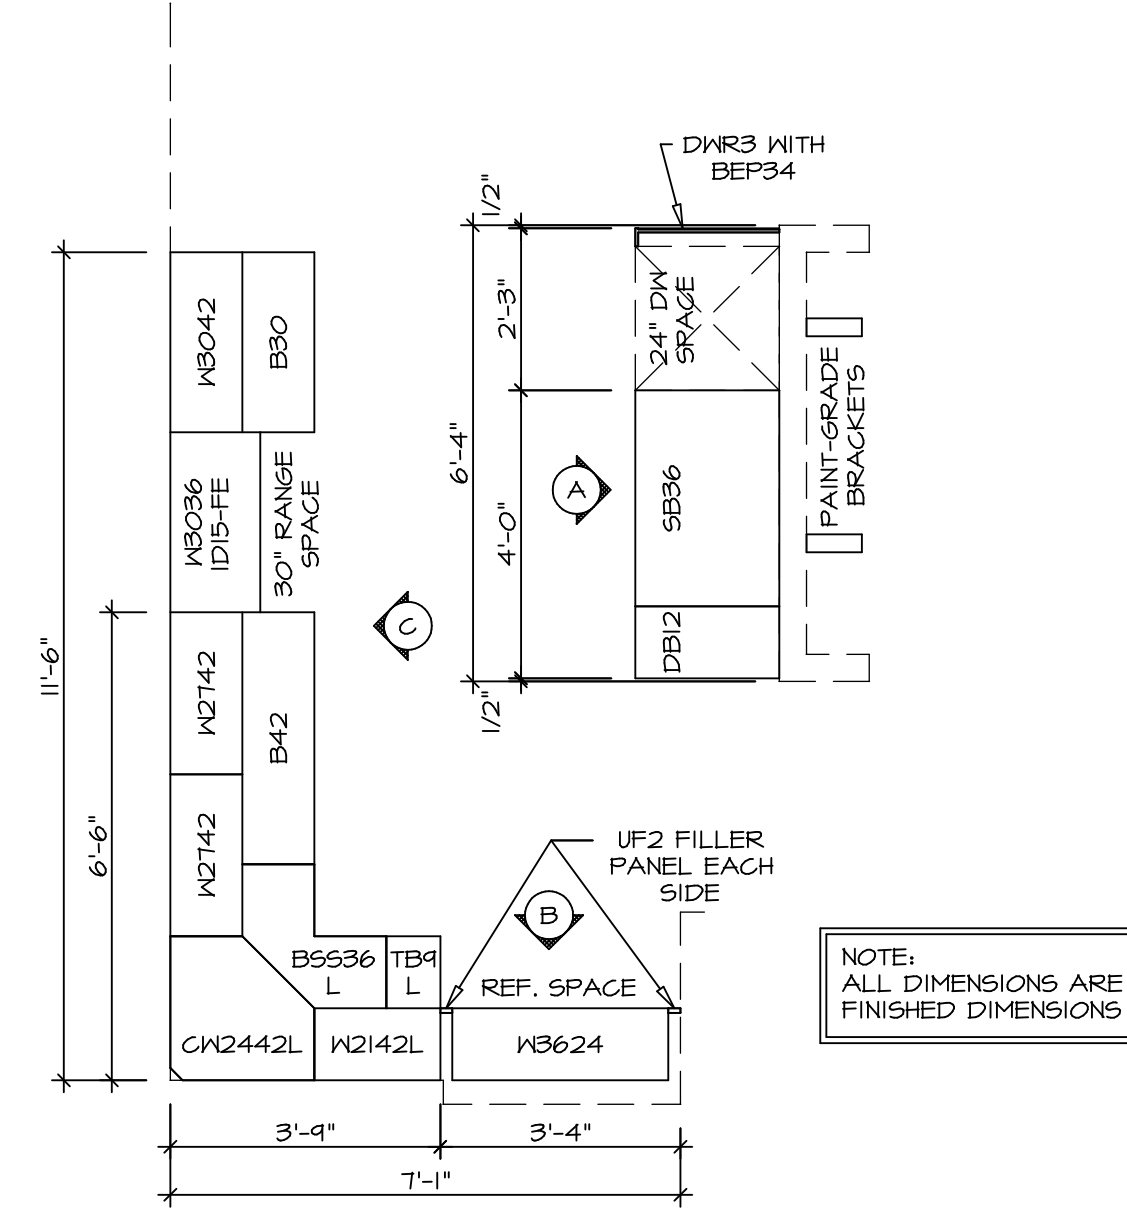 DWR3 WITH
BEP34
1/2"
2'-3"
24" DW
SPACE
W3042
B30
PAINT-GRADE
BRACKETS
6'-4"
A
SB36
4'-0"
W3036
1D15-FE
30" RANGE
SPACE
C
DB12
11'-6"
W2742
B42
1/2"
6'-6"
W2742
UF2 FILLER
PANEL EACH
SIDE
B
BSS36
L
TB9
L
REF. SPACE
NOTE:
ALL DIMENSIONS ARE
FINISHED DIMENSIONS
CW2442L
W2142L
W3624
3'-9"
3'-4"
7'-1"